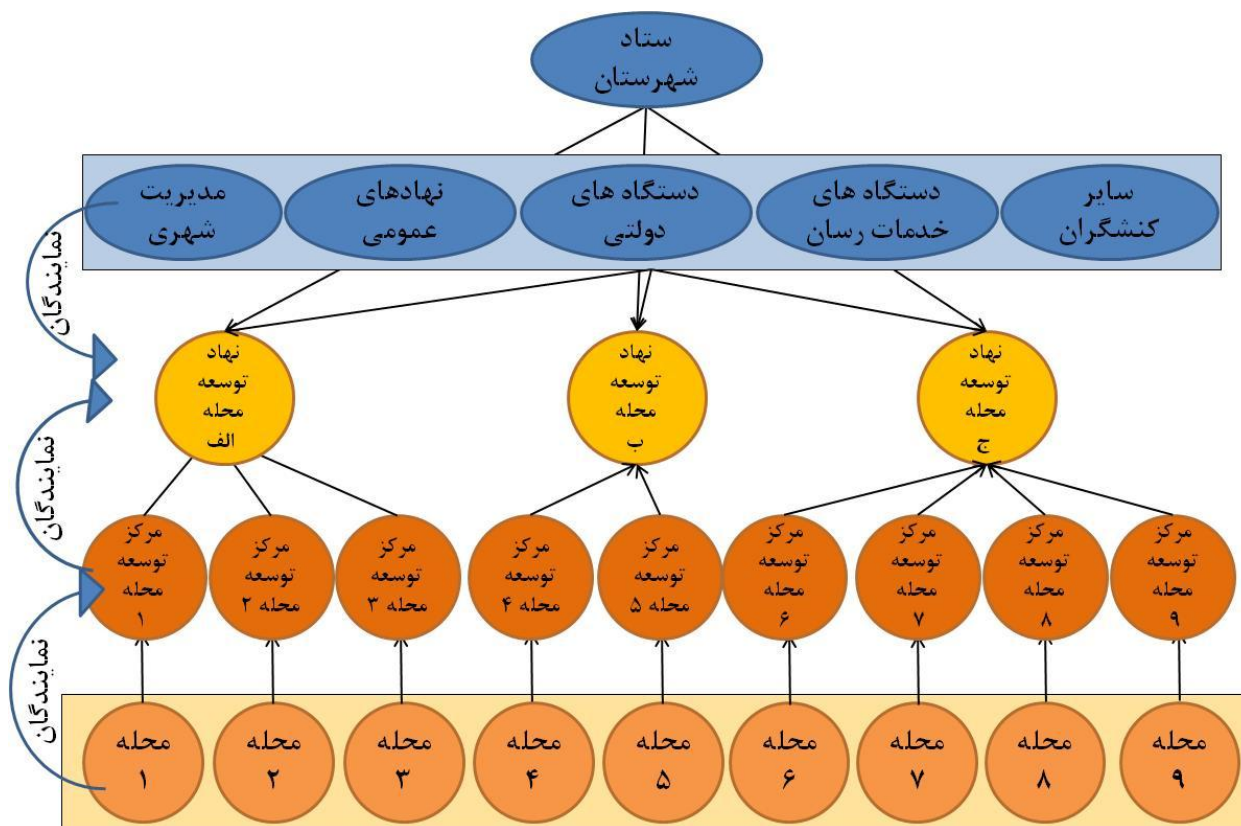 ستاد
شهرستان
سایر
کنشگران
دستگاه های
خدمات رسان
دستگاه های
دولتی
نهادهای
عمومی
مدیریت
شهری
نمایندگان
نهاد
توسعه
محله
ج
نهاد
توسعه
محله
ب
نهاد
توسعه
محله
الف
نمایندگان
مرکز
توسعه
محله
۹
مرکز
توسعه
محله
۸
مرکز
توسعه
محله
۷
مرکز
توسعه
محله
۶
مرکز
توسعه
محله ۵
مرکز
توسعه
محله ۴
مرکز
توسعه
محله ۳
مرکز
توسعه
محله ۲
مرکز
توسعه
محله
۱
نمایندگان
محله
۹
محله
۸
محله
۷
محله
۶
محله
۵
محله
۴
محله
۳
محله
۲
محله
۱